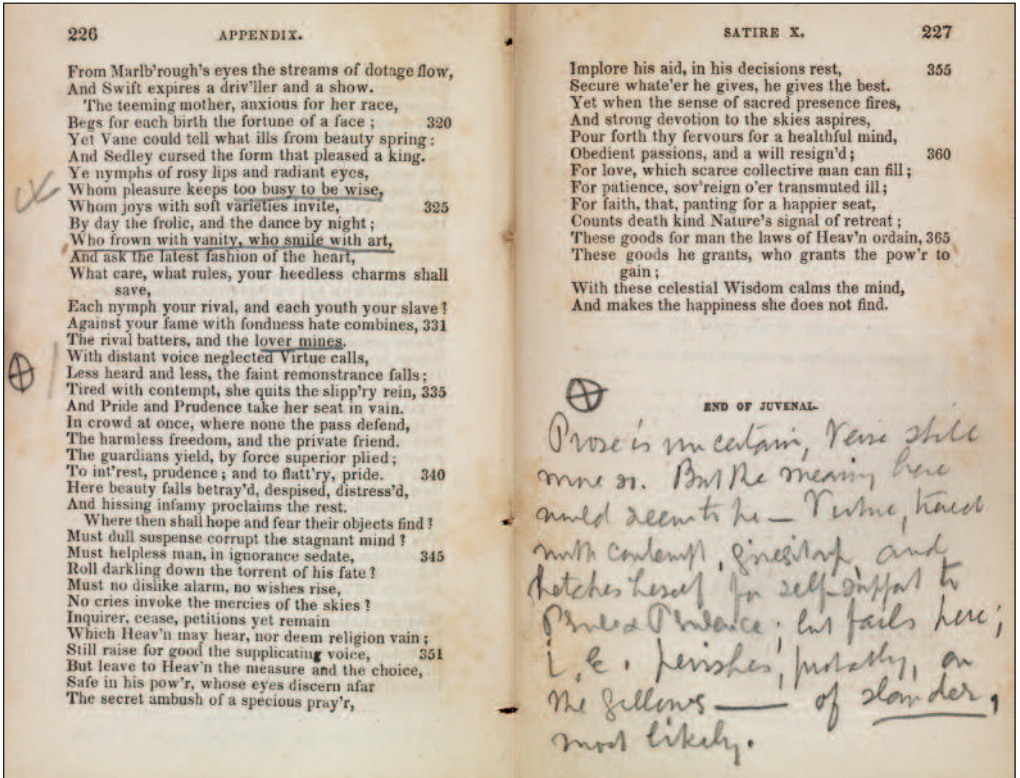 226 APPENDIX.
From Marlb'rough's eyes the streams of dotage flow,
And Swift expires a driv'ller and a show.
The teeming mother, anxious for her race,
Begs for each birth the fortune of a face; 320
Yet Vane could tell what ills from beauty spring:
And Sedley cursed the form that pleased a king.
Ye nymphs of rosy lips and radiant eyes,
Whom pleasure keeps too busy to be wise,
Whom joys with soft varieties invite, 325
By day the frolic, and the dance by night;
Who frown with vanity, who smile with art,
And ask the latest fashion of the heart,
What care, what rules, your heedless charms shall
save,
Each nymph your rival, and each youth your slave?
Against your fame with fondness hate combines, 331
The rival batters, and the lover mines.
With distant voice neglected Virtue calls,
Less heard and less, the faint remonstrance falls;
Tired with contempt, she quits the slipp'ry rein, 335
And Pride and Prudence take her seat in vain.
In crowd at once, where none the pass defend,
The harmless freedom, and the private friend.
The guardians yield, by force superior plied;
To int'rest, prudence; and to flatt'ry, pride. 340
Here beauty falls betray'd, despised, distress'd,
And hissing infamy proclaims the rest.
Where then shall hope and fear their objects find?
Must dull suspense corrupt the stagnant mind?
Must helpless man, in ignorance sedate, 345
Roll darkling down the torrent of his fate?
Must no dislike alarm, no wishes rise,
No cries invoke the mercies of the skies?
Inquirer, cease, petitions yet remain
Which Heav'n may hear, nor deem religion vain;
Still raise for good the supplicating voice, 351
But leave to Heav'n the measure and the choice,
Safe in his pow'r, whose eyes discern afar
The secret ambush of a specious pray'r,
SATIRE X. 227
Implore his aid, in his decisions rest, 355
Secure whate'er he gives, he gives the best.
Yet when the sense of sacred presence fires,
And strong devotion to the skies aspires,
Pour forth thy fervours for a healthful mind,
Obedient passions, and a will resign'd; 360
For love, which scarce collective man can fill;
For patience, sov'reign o'er transmuted ill;
For faith, that, panting for a happier seat,
Counts death kind Nature's signal of retreat;
These goods for man the laws of Heav'n ordain, 365
These goods he grants, who grants the pow'r to
gain;
With these celestial Wisdom calms the mind,
And makes the happiness she does not find.
END OF JUVENAL.
Prose is uncertain, Verse still
more so. But the meaning here
would seem to be — Virtue, tired
with contempt, gives it up, and
betakes herself for self-support to
Pride & Prudence; but fails here;
i.e. perishes, probably, on
the gallows —— of slander,
most likely.